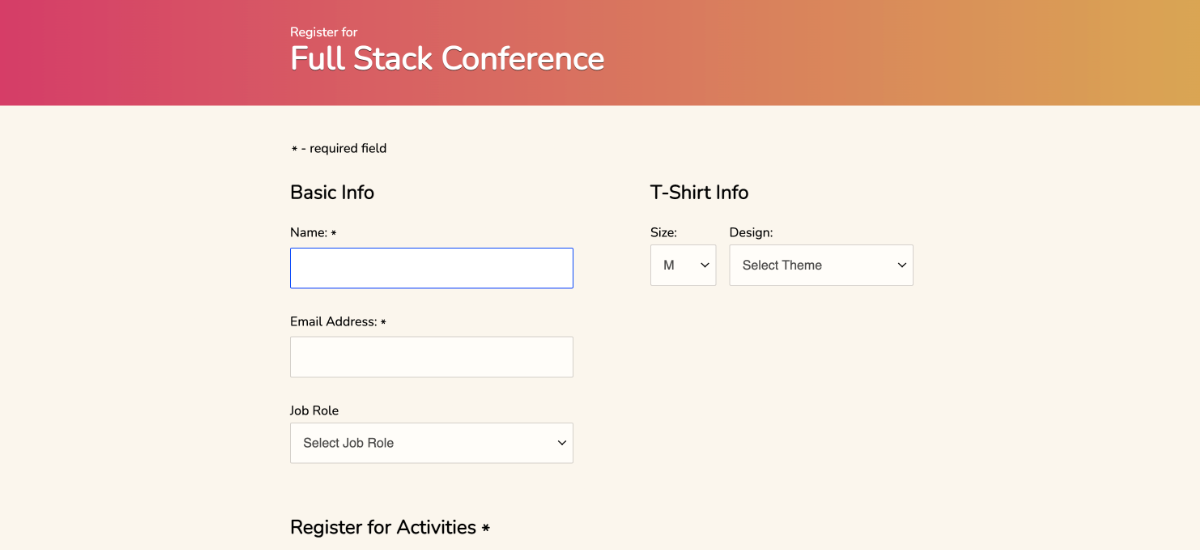 Register for
Full Stack Conference
* - required field
Basic Info
Name: *
Email Address: *
Job Role
Select Job Role
T-Shirt Info
Size:
M
Design:
Select Theme
Register for Activities *